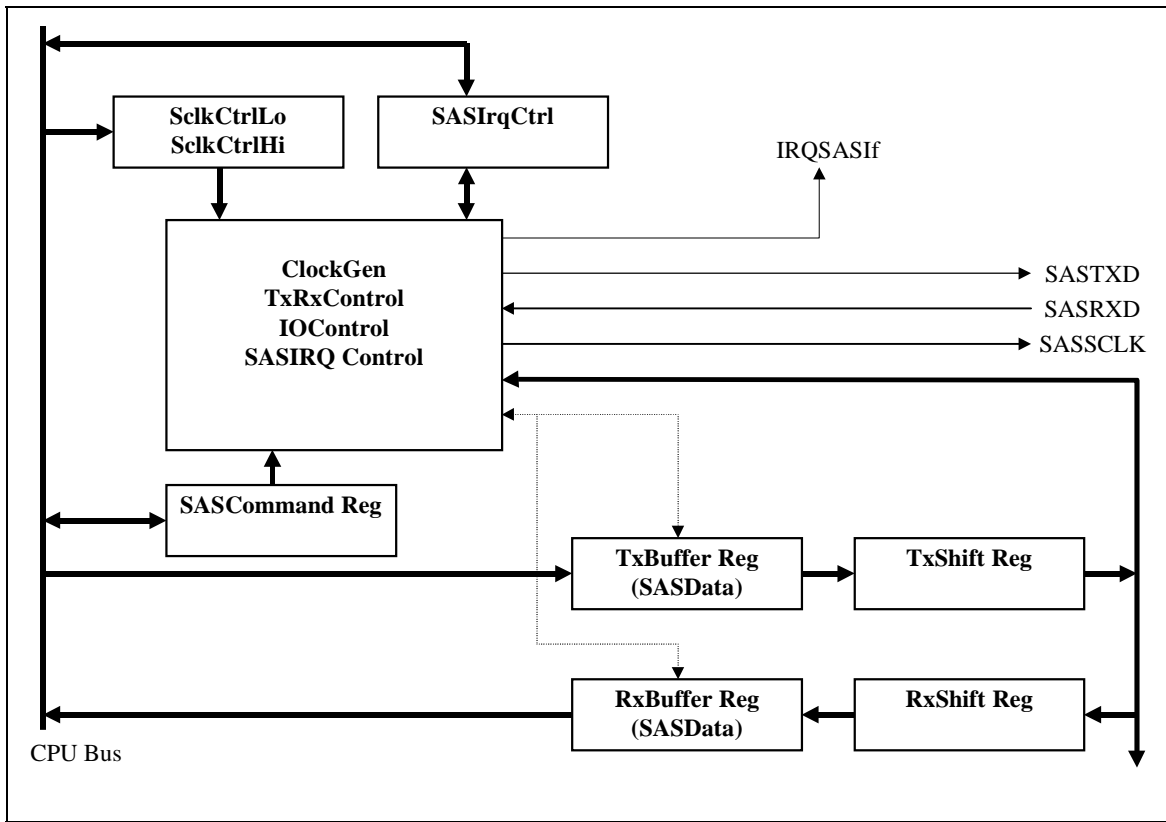 SclkCtrlLo
SclkCtrlHi
SASIrqCtrl
IRQSASIf
ClockGen
TxRxControl
IOControl
SASIRQ Control
SASTXD
SASRXD
SASSCLK
SASCommand Reg
TxBuffer Reg
(SASData)
TxShift Reg
RxBuffer Reg
(SASData)
RxShift Reg
CPU Bus